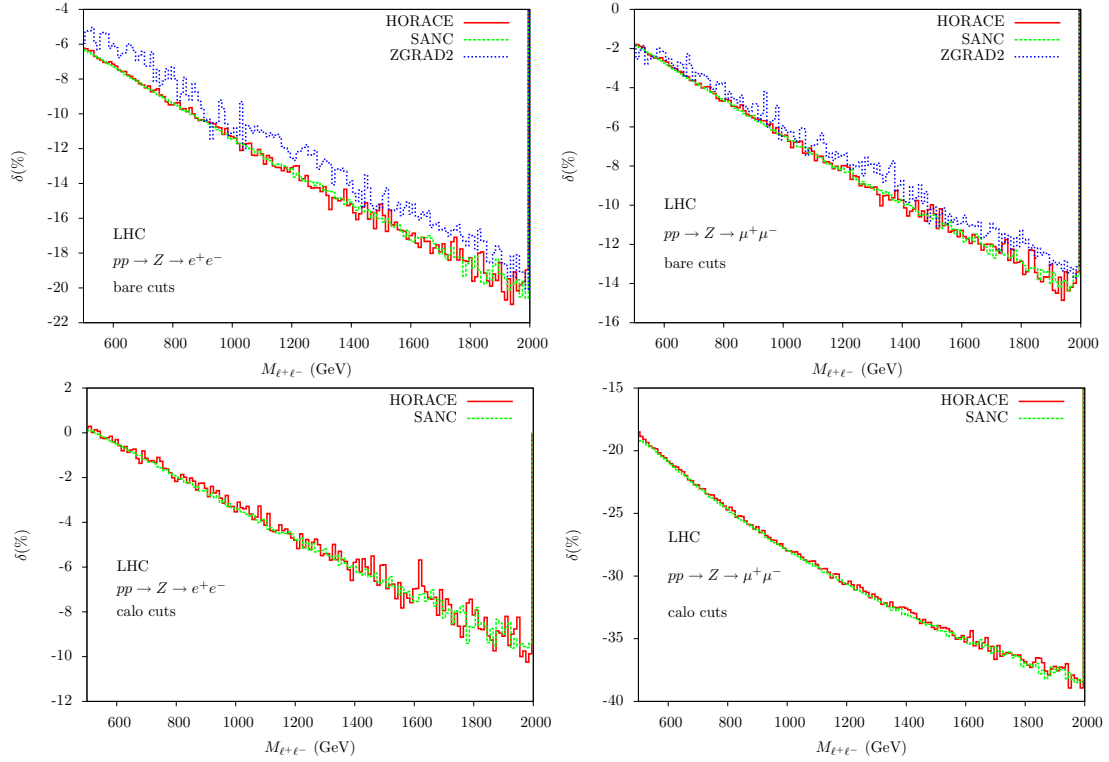 -4
-6
-8
-10
-12
-14
-16
-18
-20
-22
δ(%)
HORACE
SANC
ZGRAD2
LHC
pp → Z → e⁺e⁻
bare cuts
600 800 1000 1200 1400 1600 1800 2000
M_{ℓ⁺ℓ⁻} (GeV)
0
-2
-4
-6
-8
-10
-12
-14
-16
δ(%)
HORACE
SANC
ZGRAD2
LHC
pp → Z → μ⁺μ⁻
bare cuts
600 800 1000 1200 1400 1600 1800 2000
M_{ℓ⁺ℓ⁻} (GeV)
2
0
-2
-4
-6
-8
-10
-12
δ(%)
HORACE
SANC
LHC
pp → Z → e⁺e⁻
calo cuts
600 800 1000 1200 1400 1600 1800 2000
M_{ℓ⁺ℓ⁻} (GeV)
-15
-20
-25
-30
-35
-40
δ(%)
HORACE
SANC
LHC
pp → Z → μ⁺μ⁻
calo cuts
600 800 1000 1200 1400 1600 1800 2000
M_{ℓ⁺ℓ⁻} (GeV)